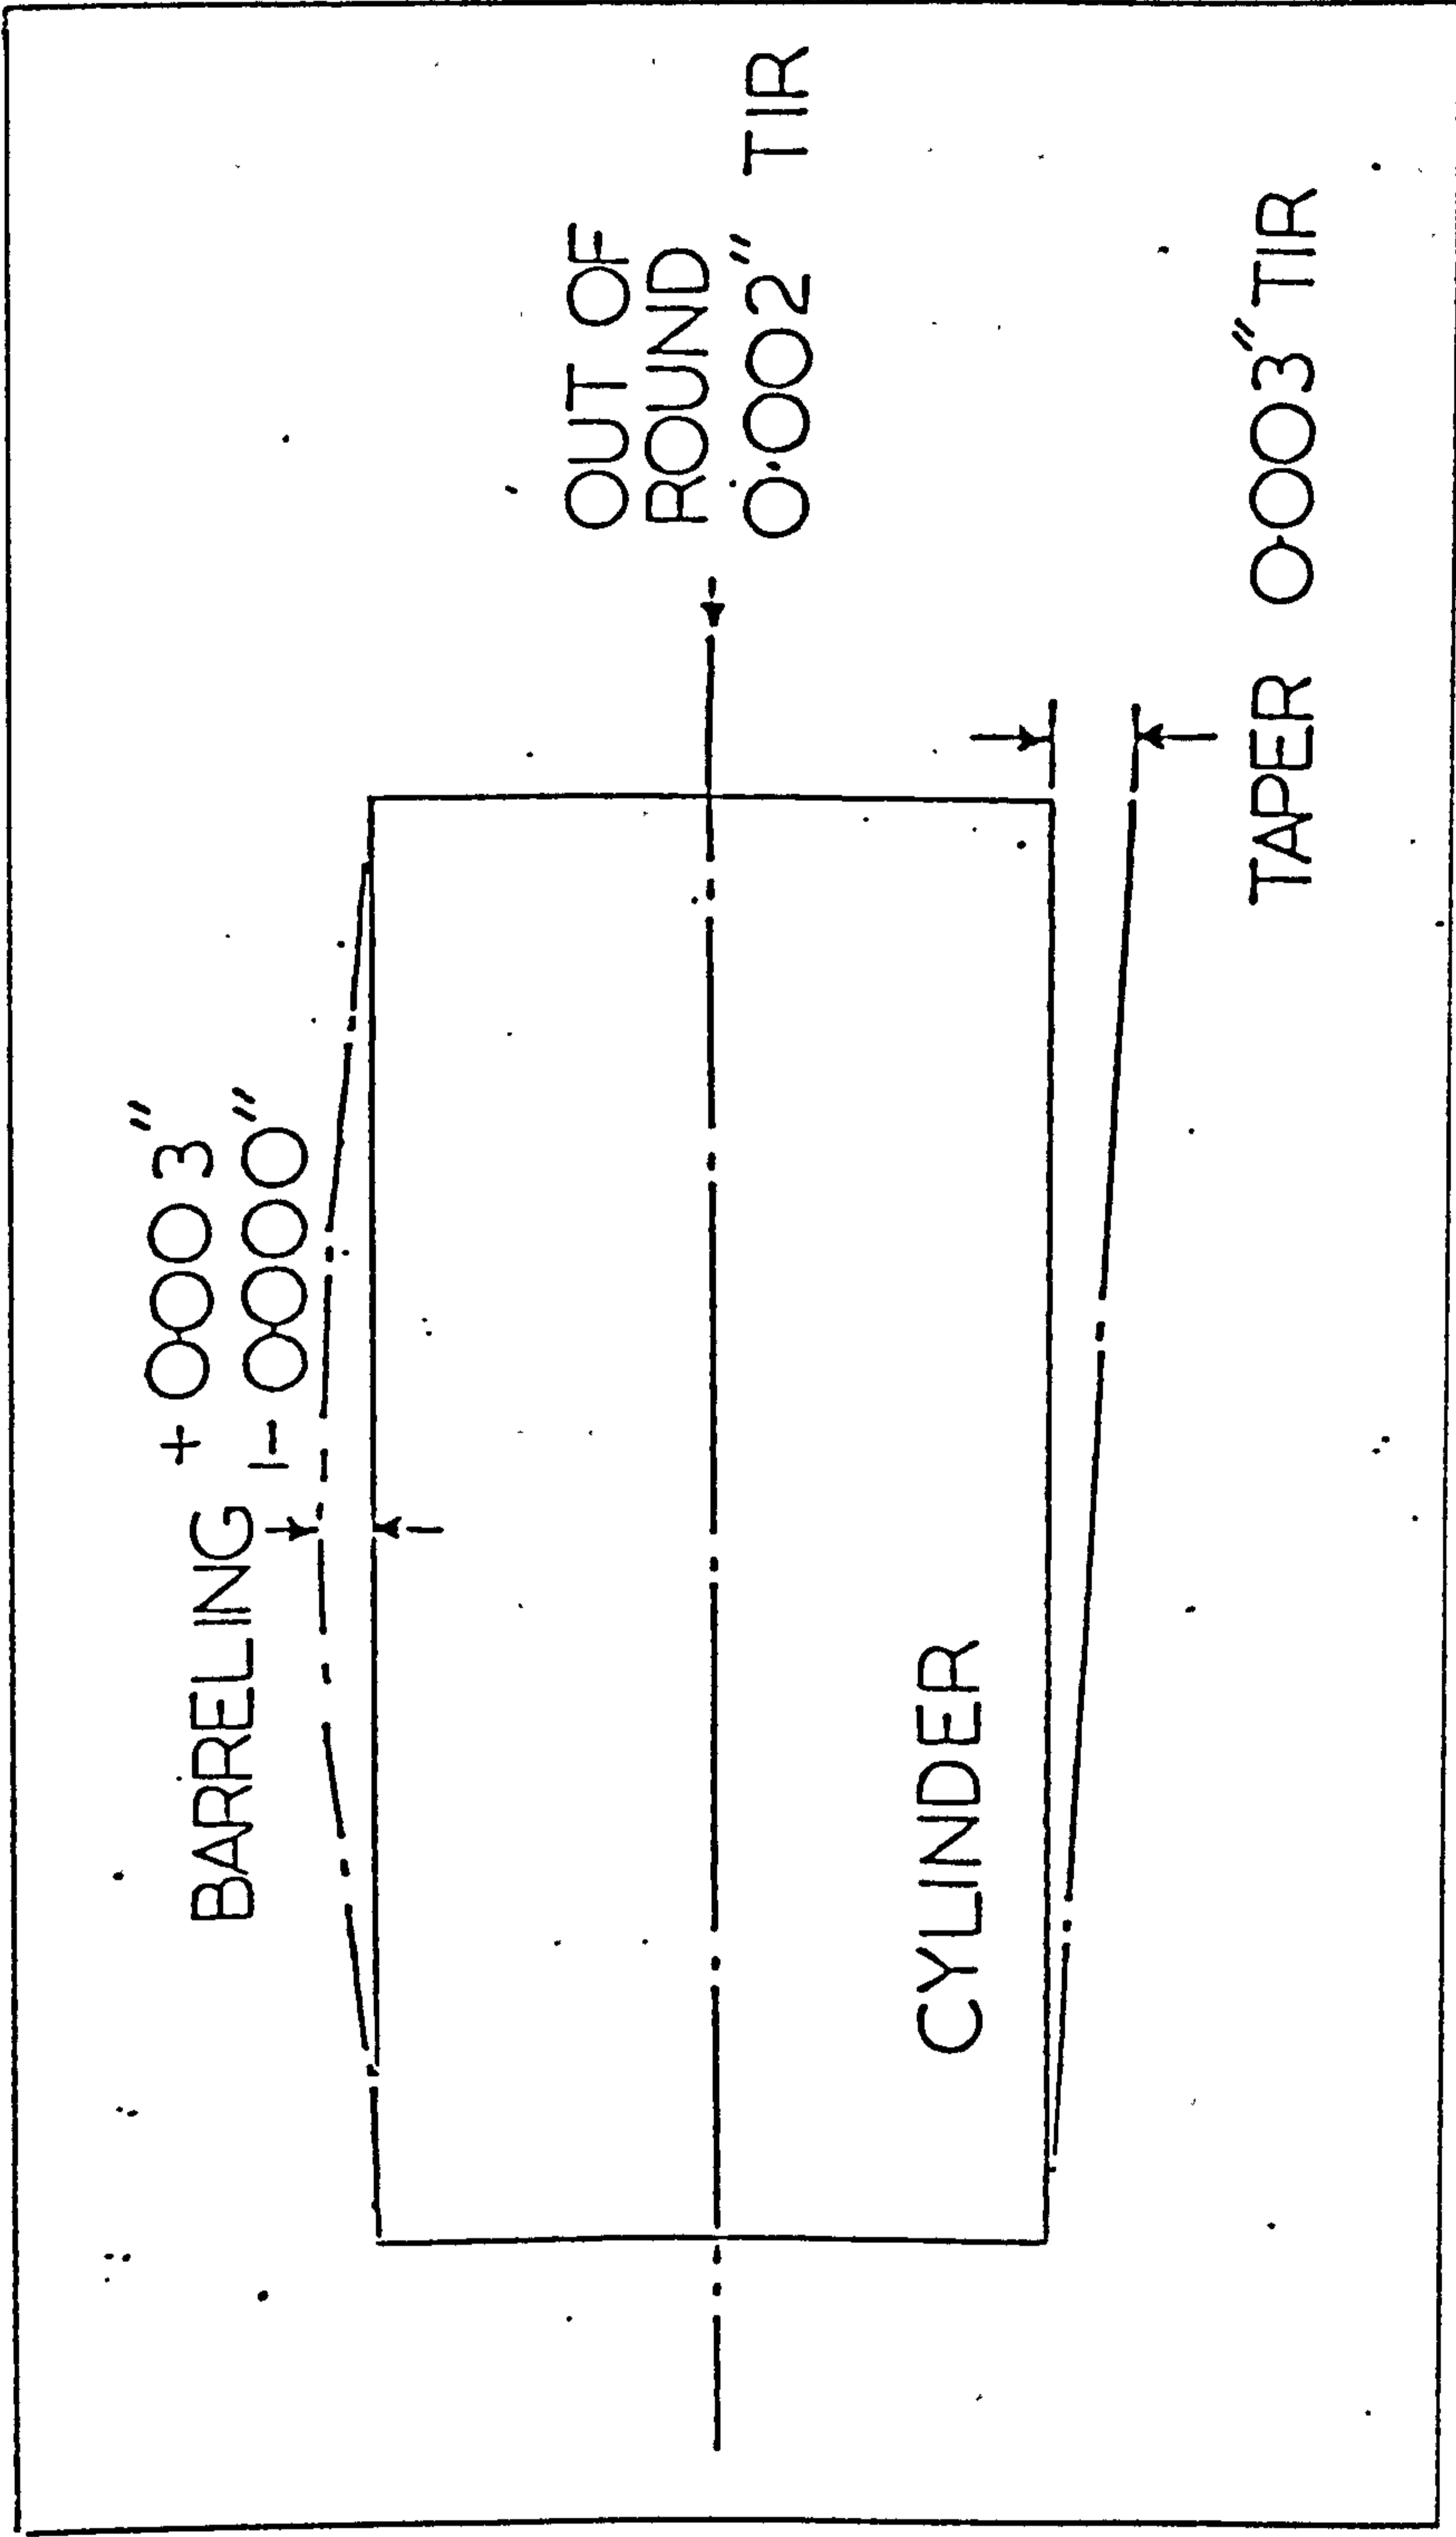 BARRELING + 0·003"
- 0·000"
OUT OF
ROUND
0·002" TIR
CYLINDER
TAPER 0·003" TIR